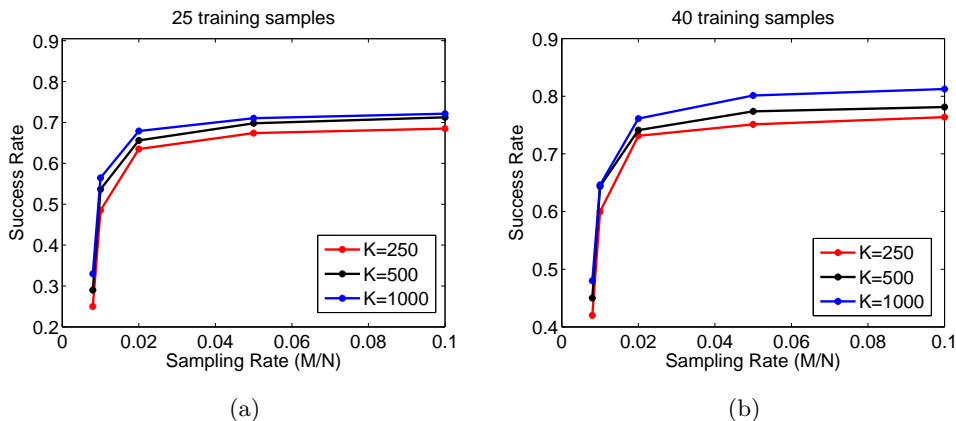 25 training samples
0.9
0.8
0.7
0.6
0.5
0.4
0.3
0.2
Success Rate
K=250
K=500
K=1000
0 0.02 0.04 0.06 0.08 0.1
Sampling Rate (M/N)
(a)
40 training samples
0.9
0.8
0.7
0.6
0.5
0.4
Success Rate
K=250
K=500
K=1000
0 0.02 0.04 0.06 0.08 0.1
Sampling Rate (M/N)
(b)